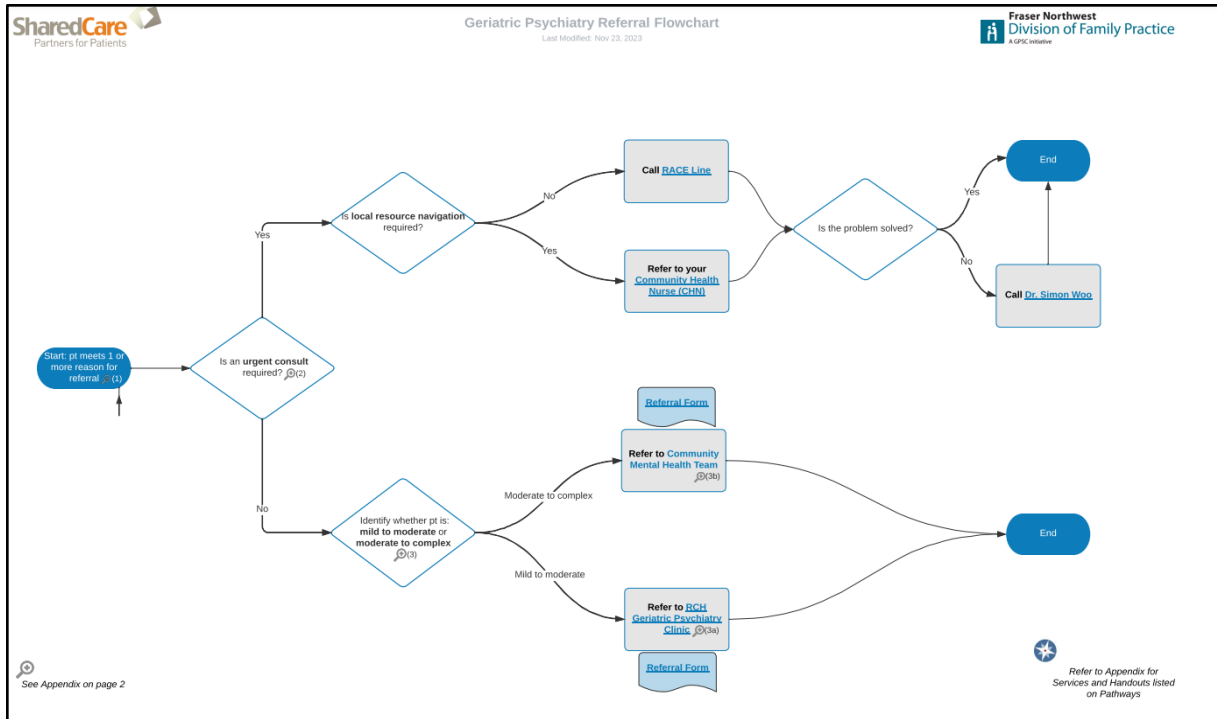 SharedCare
Partners for Patients
Geriatric Psychiatry Referral Flowchart
Last Modified: Nov 23, 2023
Fraser Northwest
Division of Family Practice
A GPSC initiative
Start: pt meets 1 or
more reason for
referral (1)
Is an urgent consult
required? (2)
Yes
Is local resource navigation
required?
No
Call RACE Line
Yes
Refer to your
Community Health
Nurse (CHN)
Is the problem solved?
Yes
End
No
Call Dr. Simon Woo
No
Identify whether pt is:
mild to moderate or
moderate to complex
(3)
Moderate to complex
Referral Form
Refer to Community
Mental Health Team
(3b)
Mild to moderate
Refer to RCH
Geriatric Psychiatry
Clinic (3a)
Referral Form
End
See Appendix on page 2
Refer to Appendix for
Services and Handouts listed
on Pathways